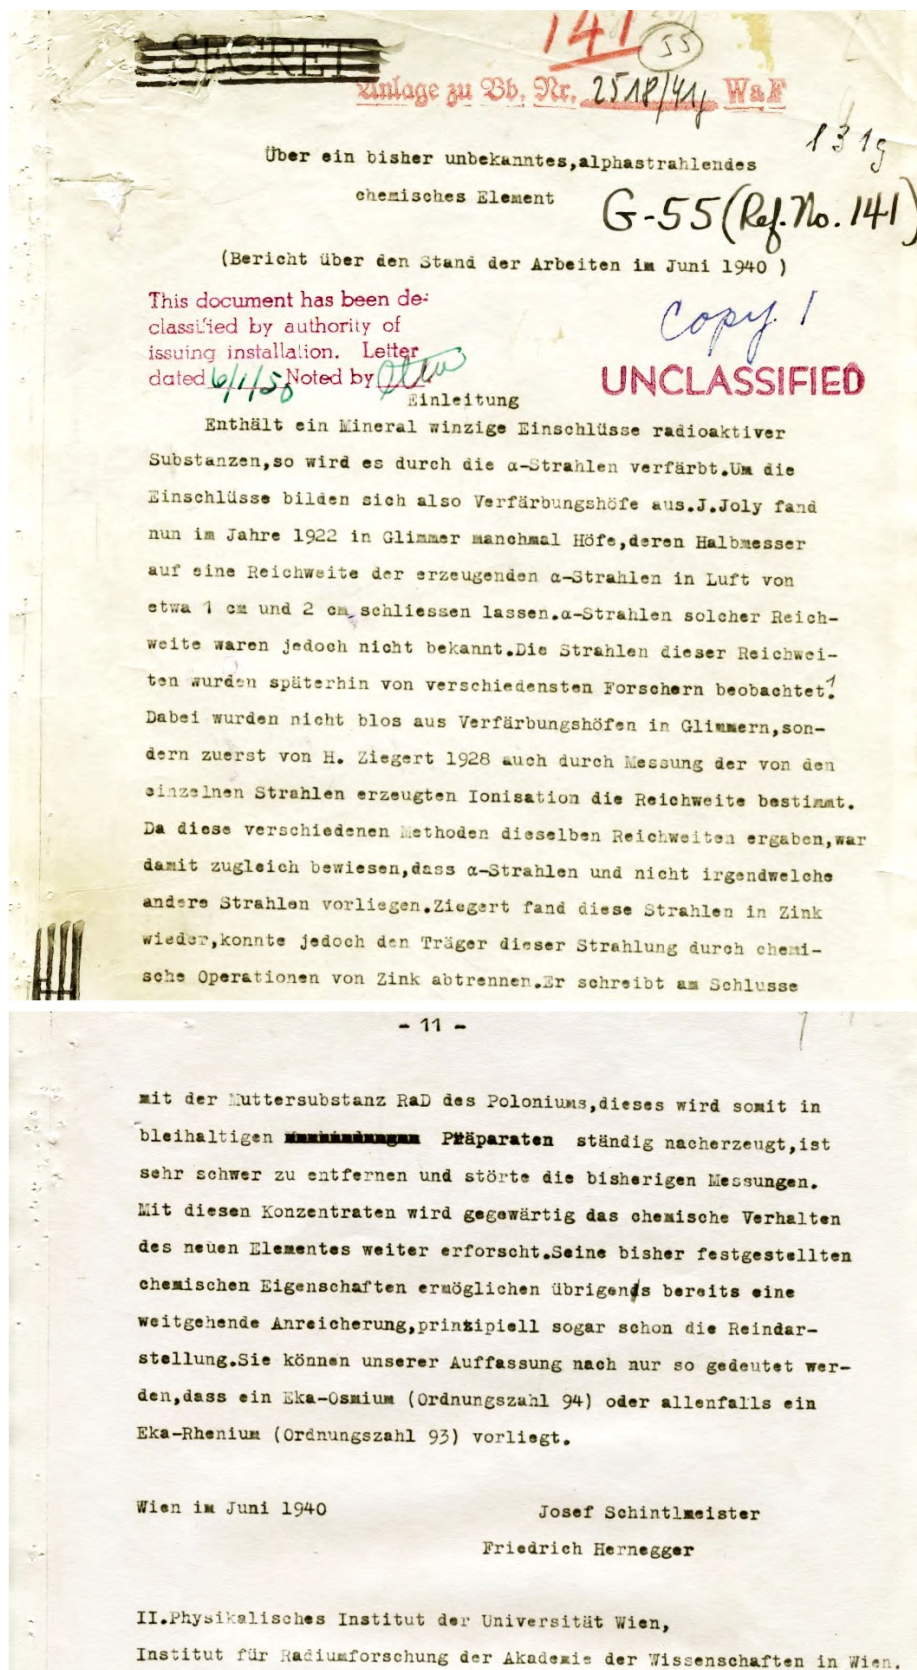 SECRET
141
55
Anlage zu Bb. Nr. 2518/41g WaF
131g
Über ein bisher unbekanntes,alphastrahlendes
chemisches Element
G-55 (Ref. No. 141)
(Bericht über den Stand der Arbeiten im Juni 1940 )
This document has been de-
classified by authority of
issuing installation. Letter
dated 6/1/50 Noted by
Copy 1
UNCLASSIFIED
Einleitung
Enthält ein Mineral winzige Einschlüsse radioaktiver
Substanzen,so wird es durch die α-Strahlen verfärbt.Um die
Einschlüsse bilden sich also Verfärbungshöfe aus.J.Joly fand
nun im Jahre 1922 in Glimmer manchmal Höfe,deren Halbmesser
auf eine Reichweite der erzeugenden α-Strahlen in Luft von
etwa 1 cm und 2 cm schliessen lassen.α-Strahlen solcher Reich-
weite waren jedoch nicht bekannt.Die Strahlen dieser Reichwei-
ten wurden späterhin von verschiedensten Forschern beobachtet.1
Dabei wurden nicht blos aus Verfärbungshöfen in Glimmern,son-
dern zuerst von H. Ziegert 1928 auch durch Messung der von den
einzelnen Strahlen erzeugten Ionisation die Reichweite bestimmt.
Da diese verschiedenen Methoden dieselben Reichweiten ergaben,war
damit zugleich bewiesen,dass α-Strahlen und nicht irgendwelche
andere Strahlen vorliegen.Ziegert fand diese Strahlen in Zink
wieder,konnte jedoch den Träger dieser Strahlung durch chemi-
sche Operationen von Zink abtrennen.Er schreibt am Schlusse
- 11 -
mit der Muttersubstanz RaD des Poloniums,dieses wird somit in
bleihaltigen Präparaten ständig nacherzeugt,ist
sehr schwer zu entfernen und störte die bisherigen Messungen.
Mit diesen Konzentraten wird gegewärtig das chemische Verhalten
des neuen Elementes weiter erforscht.Seine bisher festgestellten
chemischen Eigenschaften ermöglichen übrigens bereits eine
weitgehende Anreicherung,prinzipiell sogar schon die Reindar-
stellung.Sie können unserer Auffassung nach nur so gedeutet wer-
den,dass ein Eka-Osmium (Ordnungszahl 94) oder allenfalls ein
Eka-Rhenium (Ordnungszahl 93) vorliegt.
Wien im Juni 1940 Josef Schintlmeister
Friedrich Hernegger
II.Physikalisches Institut der Universität Wien,
Institut für Radiumforschung der Akademie der Wissenschaften in Wien.